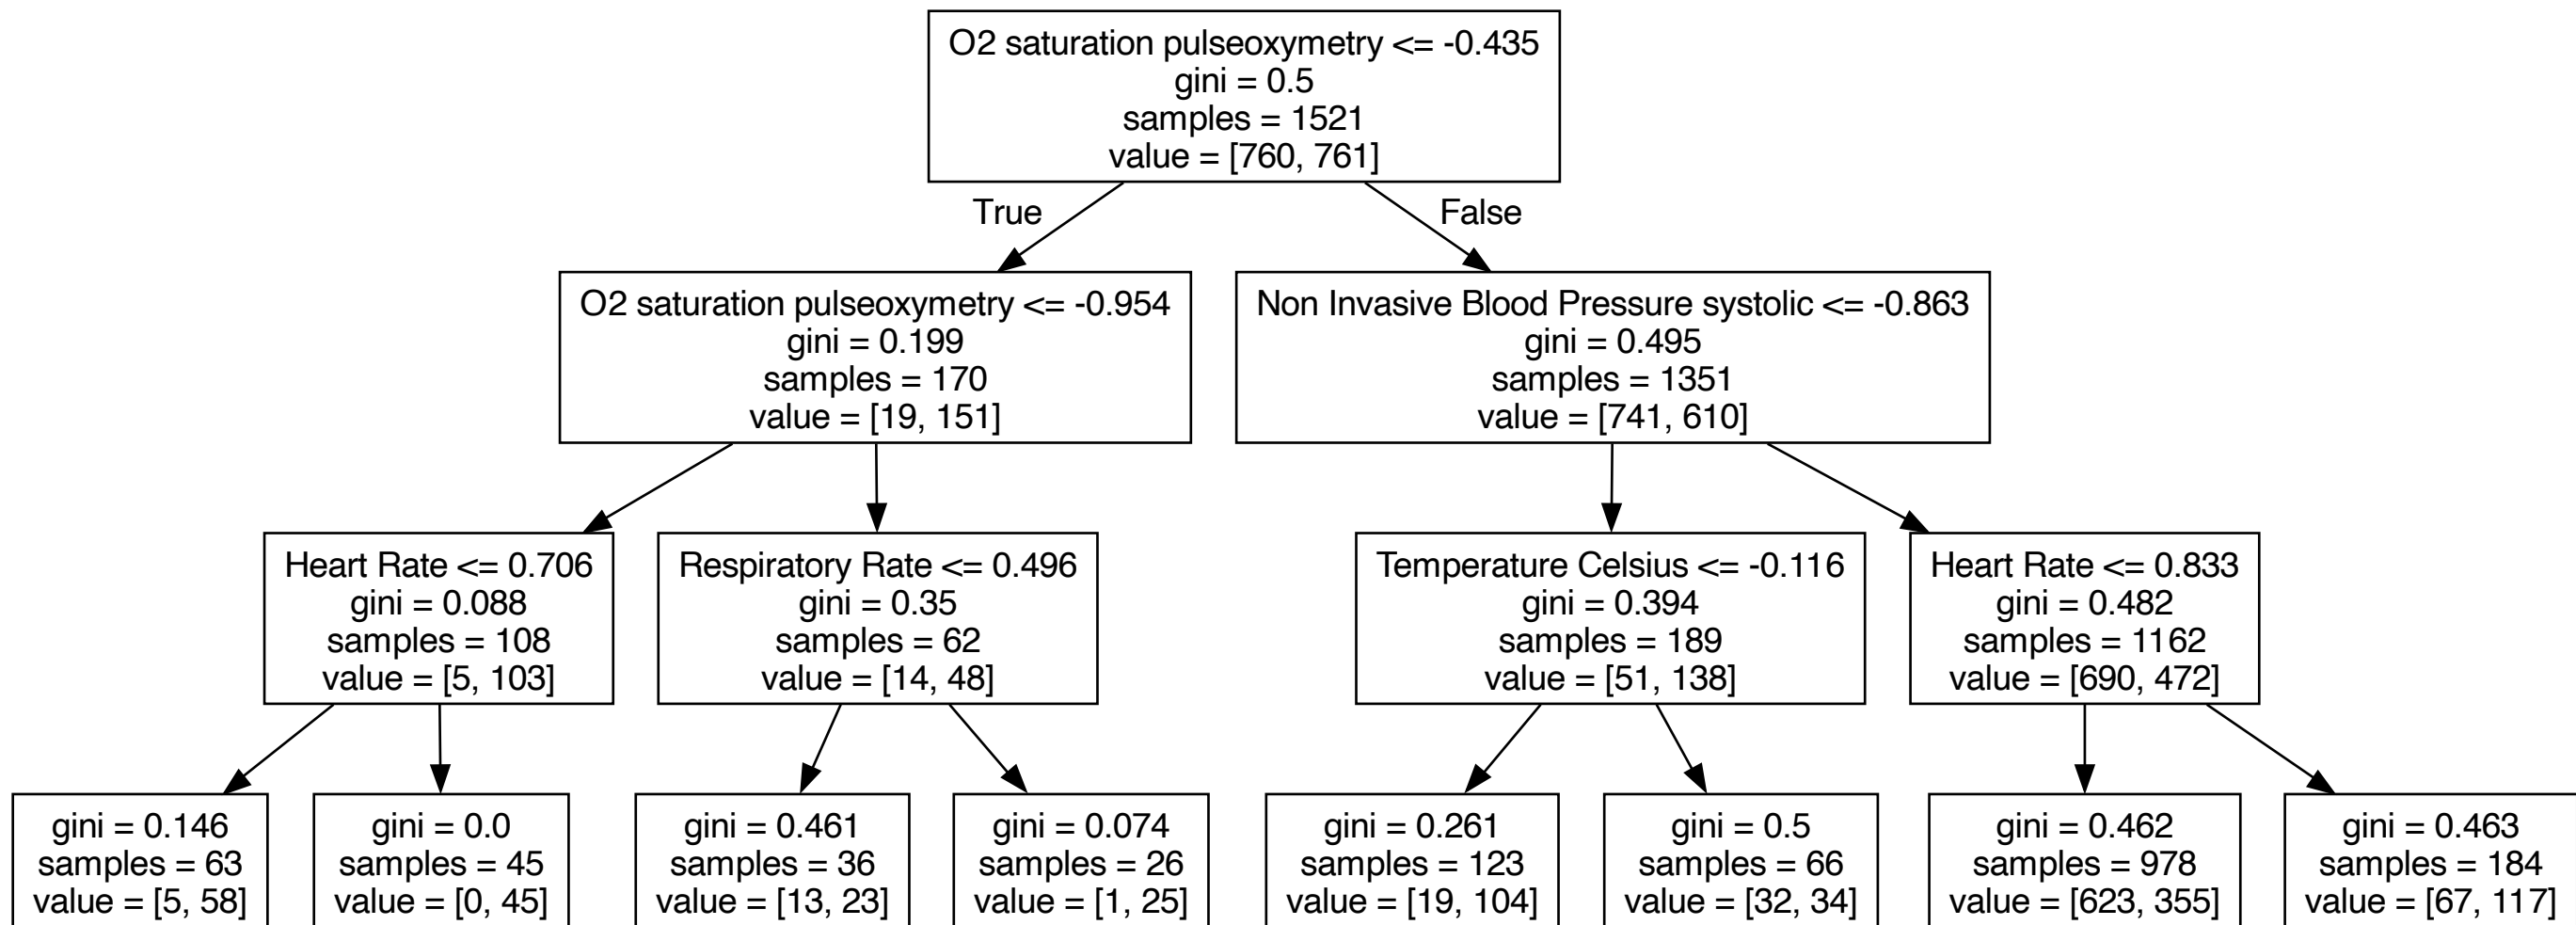 O2 saturation pulseoxymetry <= -0.435
gini = 0.5
samples = 1521
value = [760, 761]
True
False
O2 saturation pulseoxymetry <= -0.954
gini = 0.199
samples = 170
value = [19, 151]
Non Invasive Blood Pressure systolic <= -0.863
gini = 0.495
samples = 1351
value = [741, 610]
Heart Rate <= 0.706
gini = 0.088
samples = 108
value = [5, 103]
Respiratory Rate <= 0.496
gini = 0.35
samples = 62
value = [14, 48]
Temperature Celsius <= -0.116
gini = 0.394
samples = 189
value = [51, 138]
Heart Rate <= 0.833
gini = 0.482
samples = 1162
value = [690, 472]
gini = 0.146
samples = 63
value = [5, 58]
gini = 0.0
samples = 45
value = [0, 45]
gini = 0.461
samples = 36
value = [13, 23]
gini = 0.074
samples = 26
value = [1, 25]
gini = 0.261
samples = 123
value = [19, 104]
gini = 0.5
samples = 66
value = [32, 34]
gini = 0.462
samples = 978
value = [623, 355]
gini = 0.463
samples = 184
value = [67, 117]